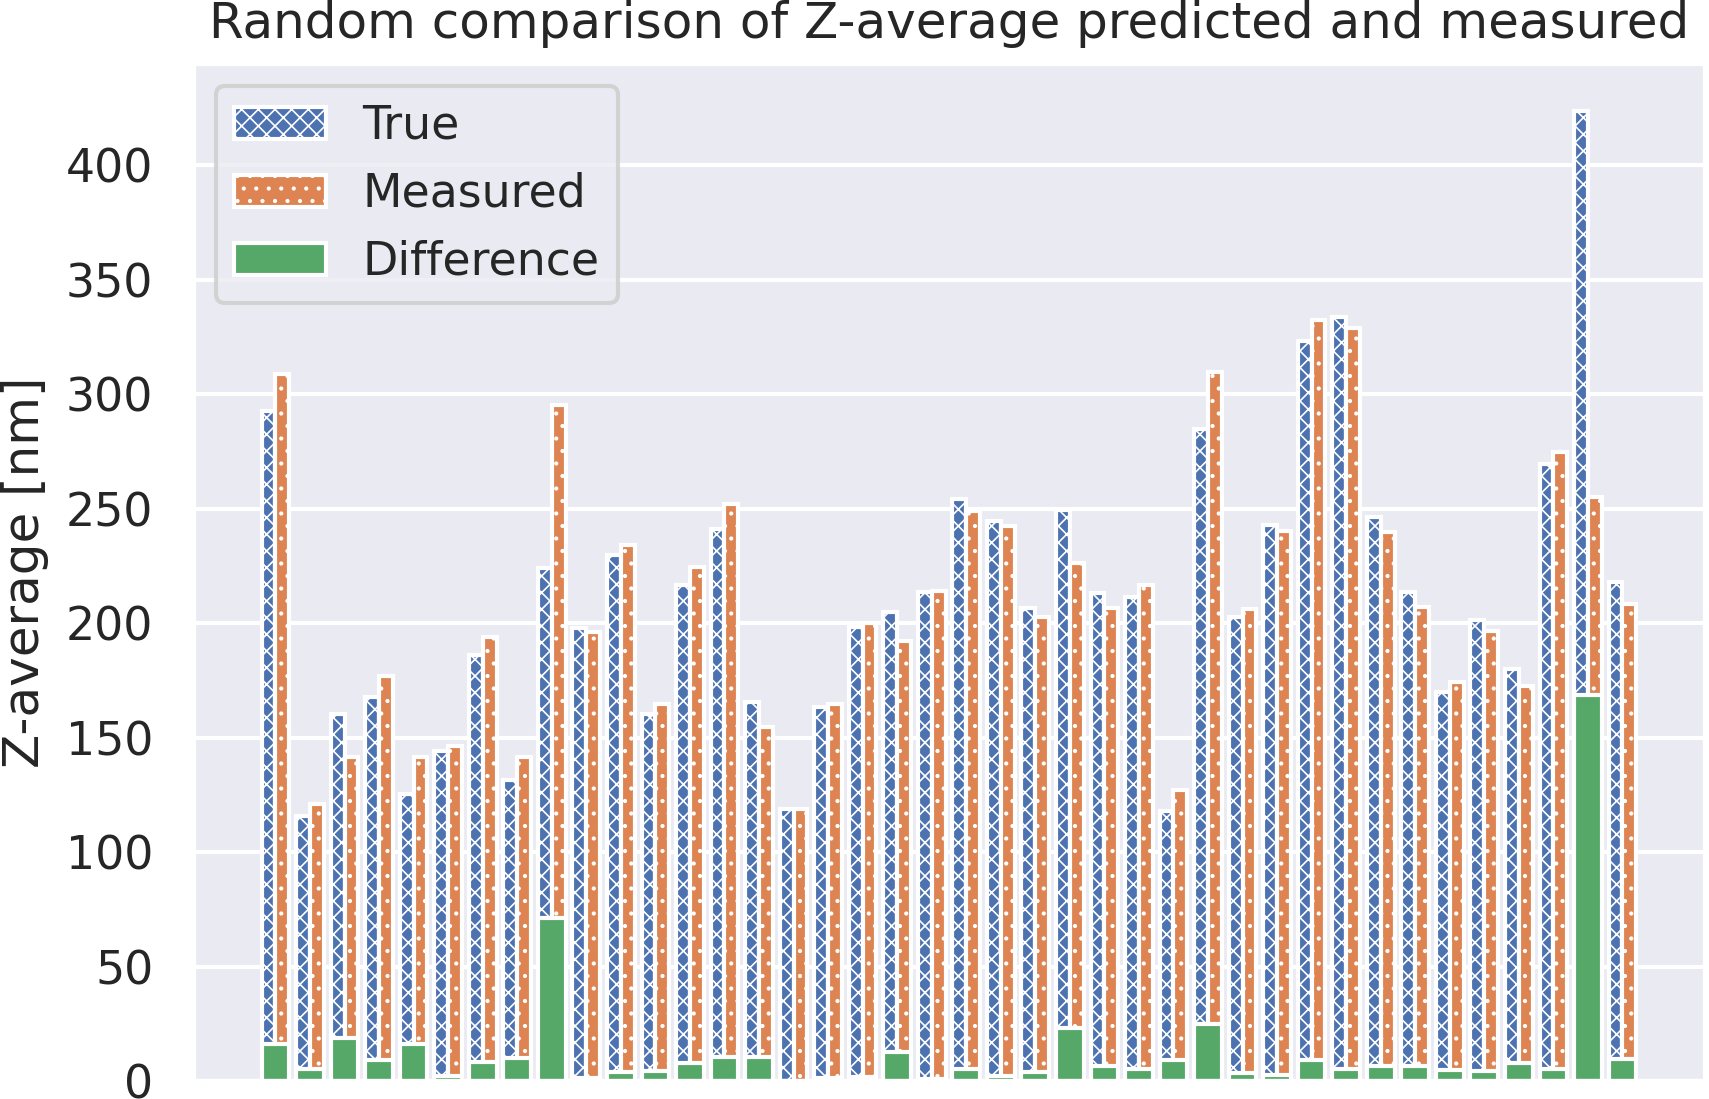 Random comparison of Z-average predicted and measured
True
Measured
Difference
Z-average [nm]
400
350
300
250
200
150
100
50
0